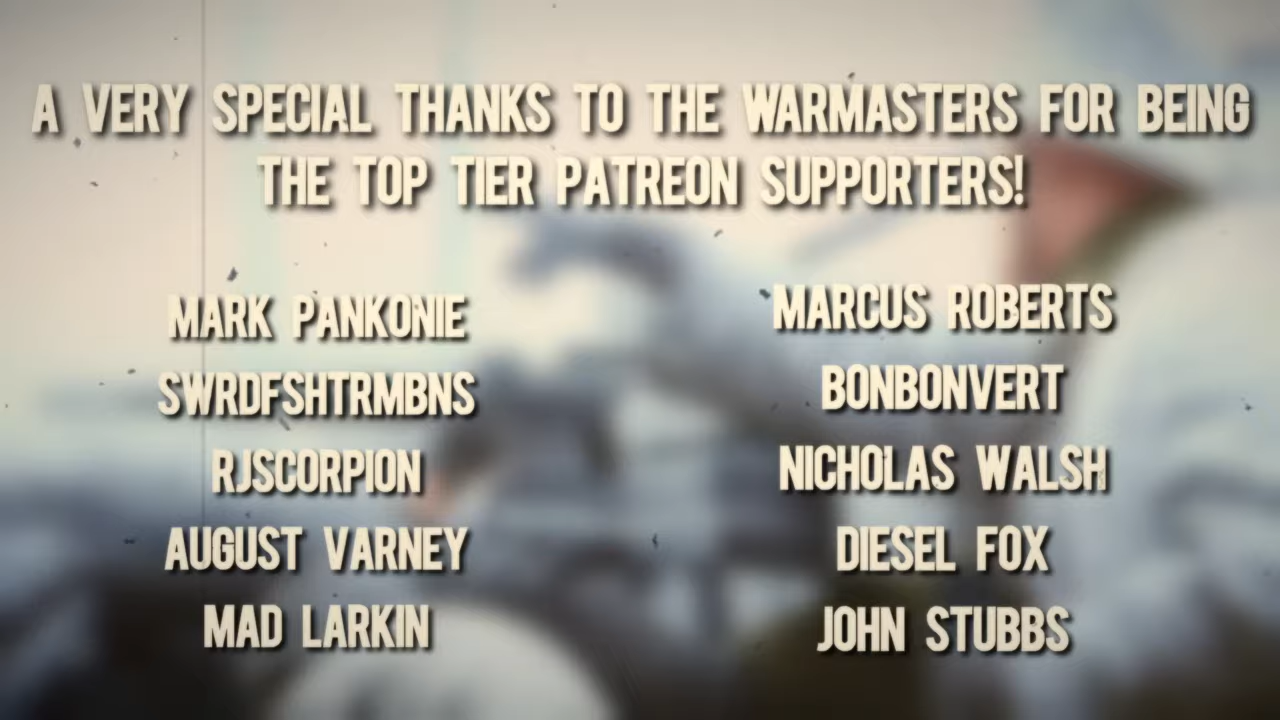 A VERY SPECIAL THANKS TO THE WARMASTERS FOR BEING
THE TOP TIER PATREON SUPPORTERS!
MARK PANKONIE
SWRDFSHTRMBNS
RJSCORPION
AUGUST VARNEY
MAD LARKIN
MARCUS ROBERTS
BONBONVERT
NICHOLAS WALSH
DIESEL FOX
JOHN STUBBS